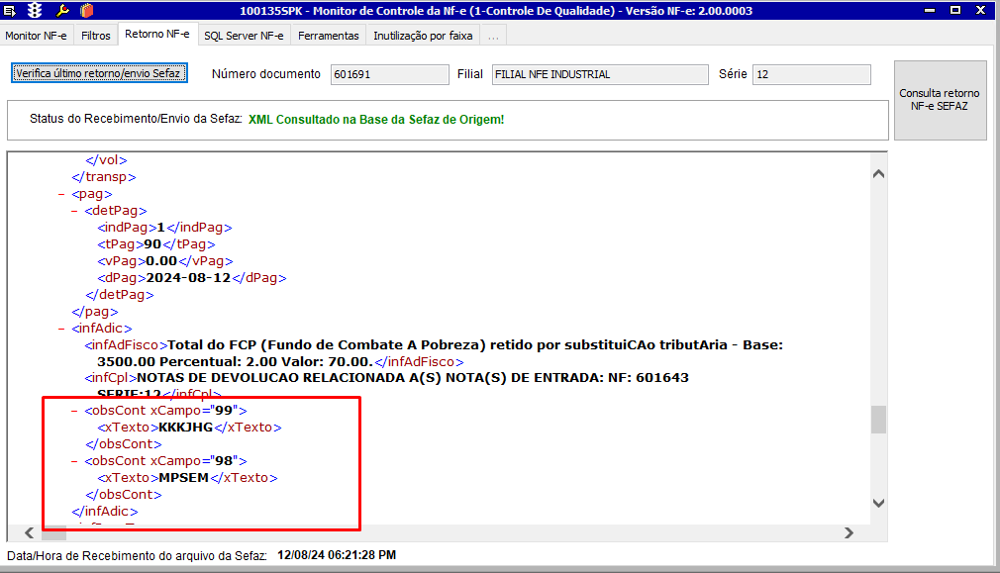 100135SPK - Monitor de Controle da Nf-e (1-Controle De Qualidade) - Versão NF-e: 2.00.0003
Monitor NF-e Filtros Retorno NF-e SQL Server NF-e Ferramentas Inutilização por faixa ...
Verifica último retorno/envio Sefaz Número documento 601691 Filial FILIAL NFE INDUSTRIAL Série 12
Consulta retorno
NF-e SEFAZ
Status do Recebimento/Envio da Sefaz: XML Consultado na Base da Sefaz de Origem!
</vol>
</transp>
- <pag>
- <detPag>
<indPag>1</indPag>
<tPag>90</tPag>
<vPag>0.00</vPag>
<dPag>2024-08-12</dPag>
</detPag>
</pag>
- <infAdic>
<infAdFisco>Total do FCP (Fundo de Combate A Pobreza) retido por substituiCAo tributAria - Base:
3500.00 Percentual: 2.00 Valor: 70.00.</infAdFisco>
<infCpl>NOTAS DE DEVOLUCAO RELACIONADA A(S) NOTA(S) DE ENTRADA: NF: 601643
SERIE:12</infCpl>
- <obsCont xCampo="99">
<xTexto>KKKJHG</xTexto>
</obsCont>
- <obsCont xCampo="98">
<xTexto>MPSEM</xTexto>
</obsCont>
</infAdic>
Data/Hora de Recebimento do arquivo da Sefaz: 12/08/24 06:21:28 PM